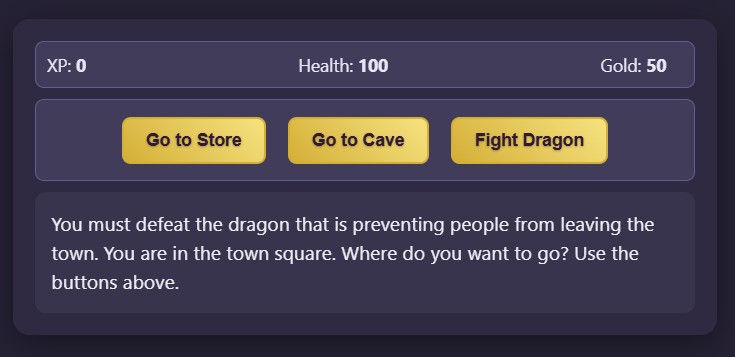 XP: 0 Health: 100 Gold: 50
Go to Store Go to Cave Fight Dragon
You must defeat the dragon that is preventing people from leaving the
town. You are in the town square. Where do you want to go? Use the
buttons above.